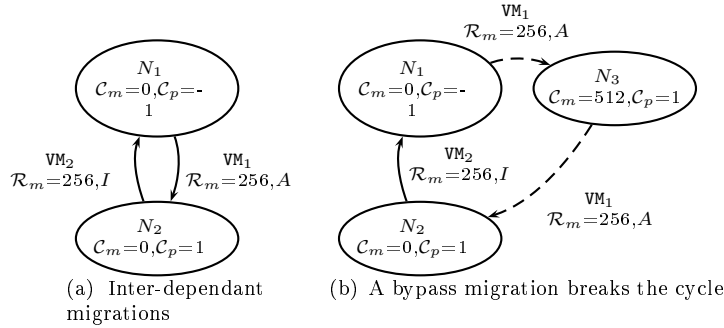 N₁
𝒞ₘ=0,𝒞ₚ=-
1
VM₂
ℛₘ=256,I
VM₁
ℛₘ=256,A
N₂
𝒞ₘ=0,𝒞ₚ=1
(a) Inter-dependant
migrations
VM₁
ℛₘ=256,A
N₁
𝒞ₘ=0,𝒞ₚ=-
1
N₃
𝒞ₘ=512,𝒞ₚ=1
VM₂
ℛₘ=256,I
VM₁
ℛₘ=256,A
N₂
𝒞ₘ=0,𝒞ₚ=1
(b) A bypass migration breaks the cycle